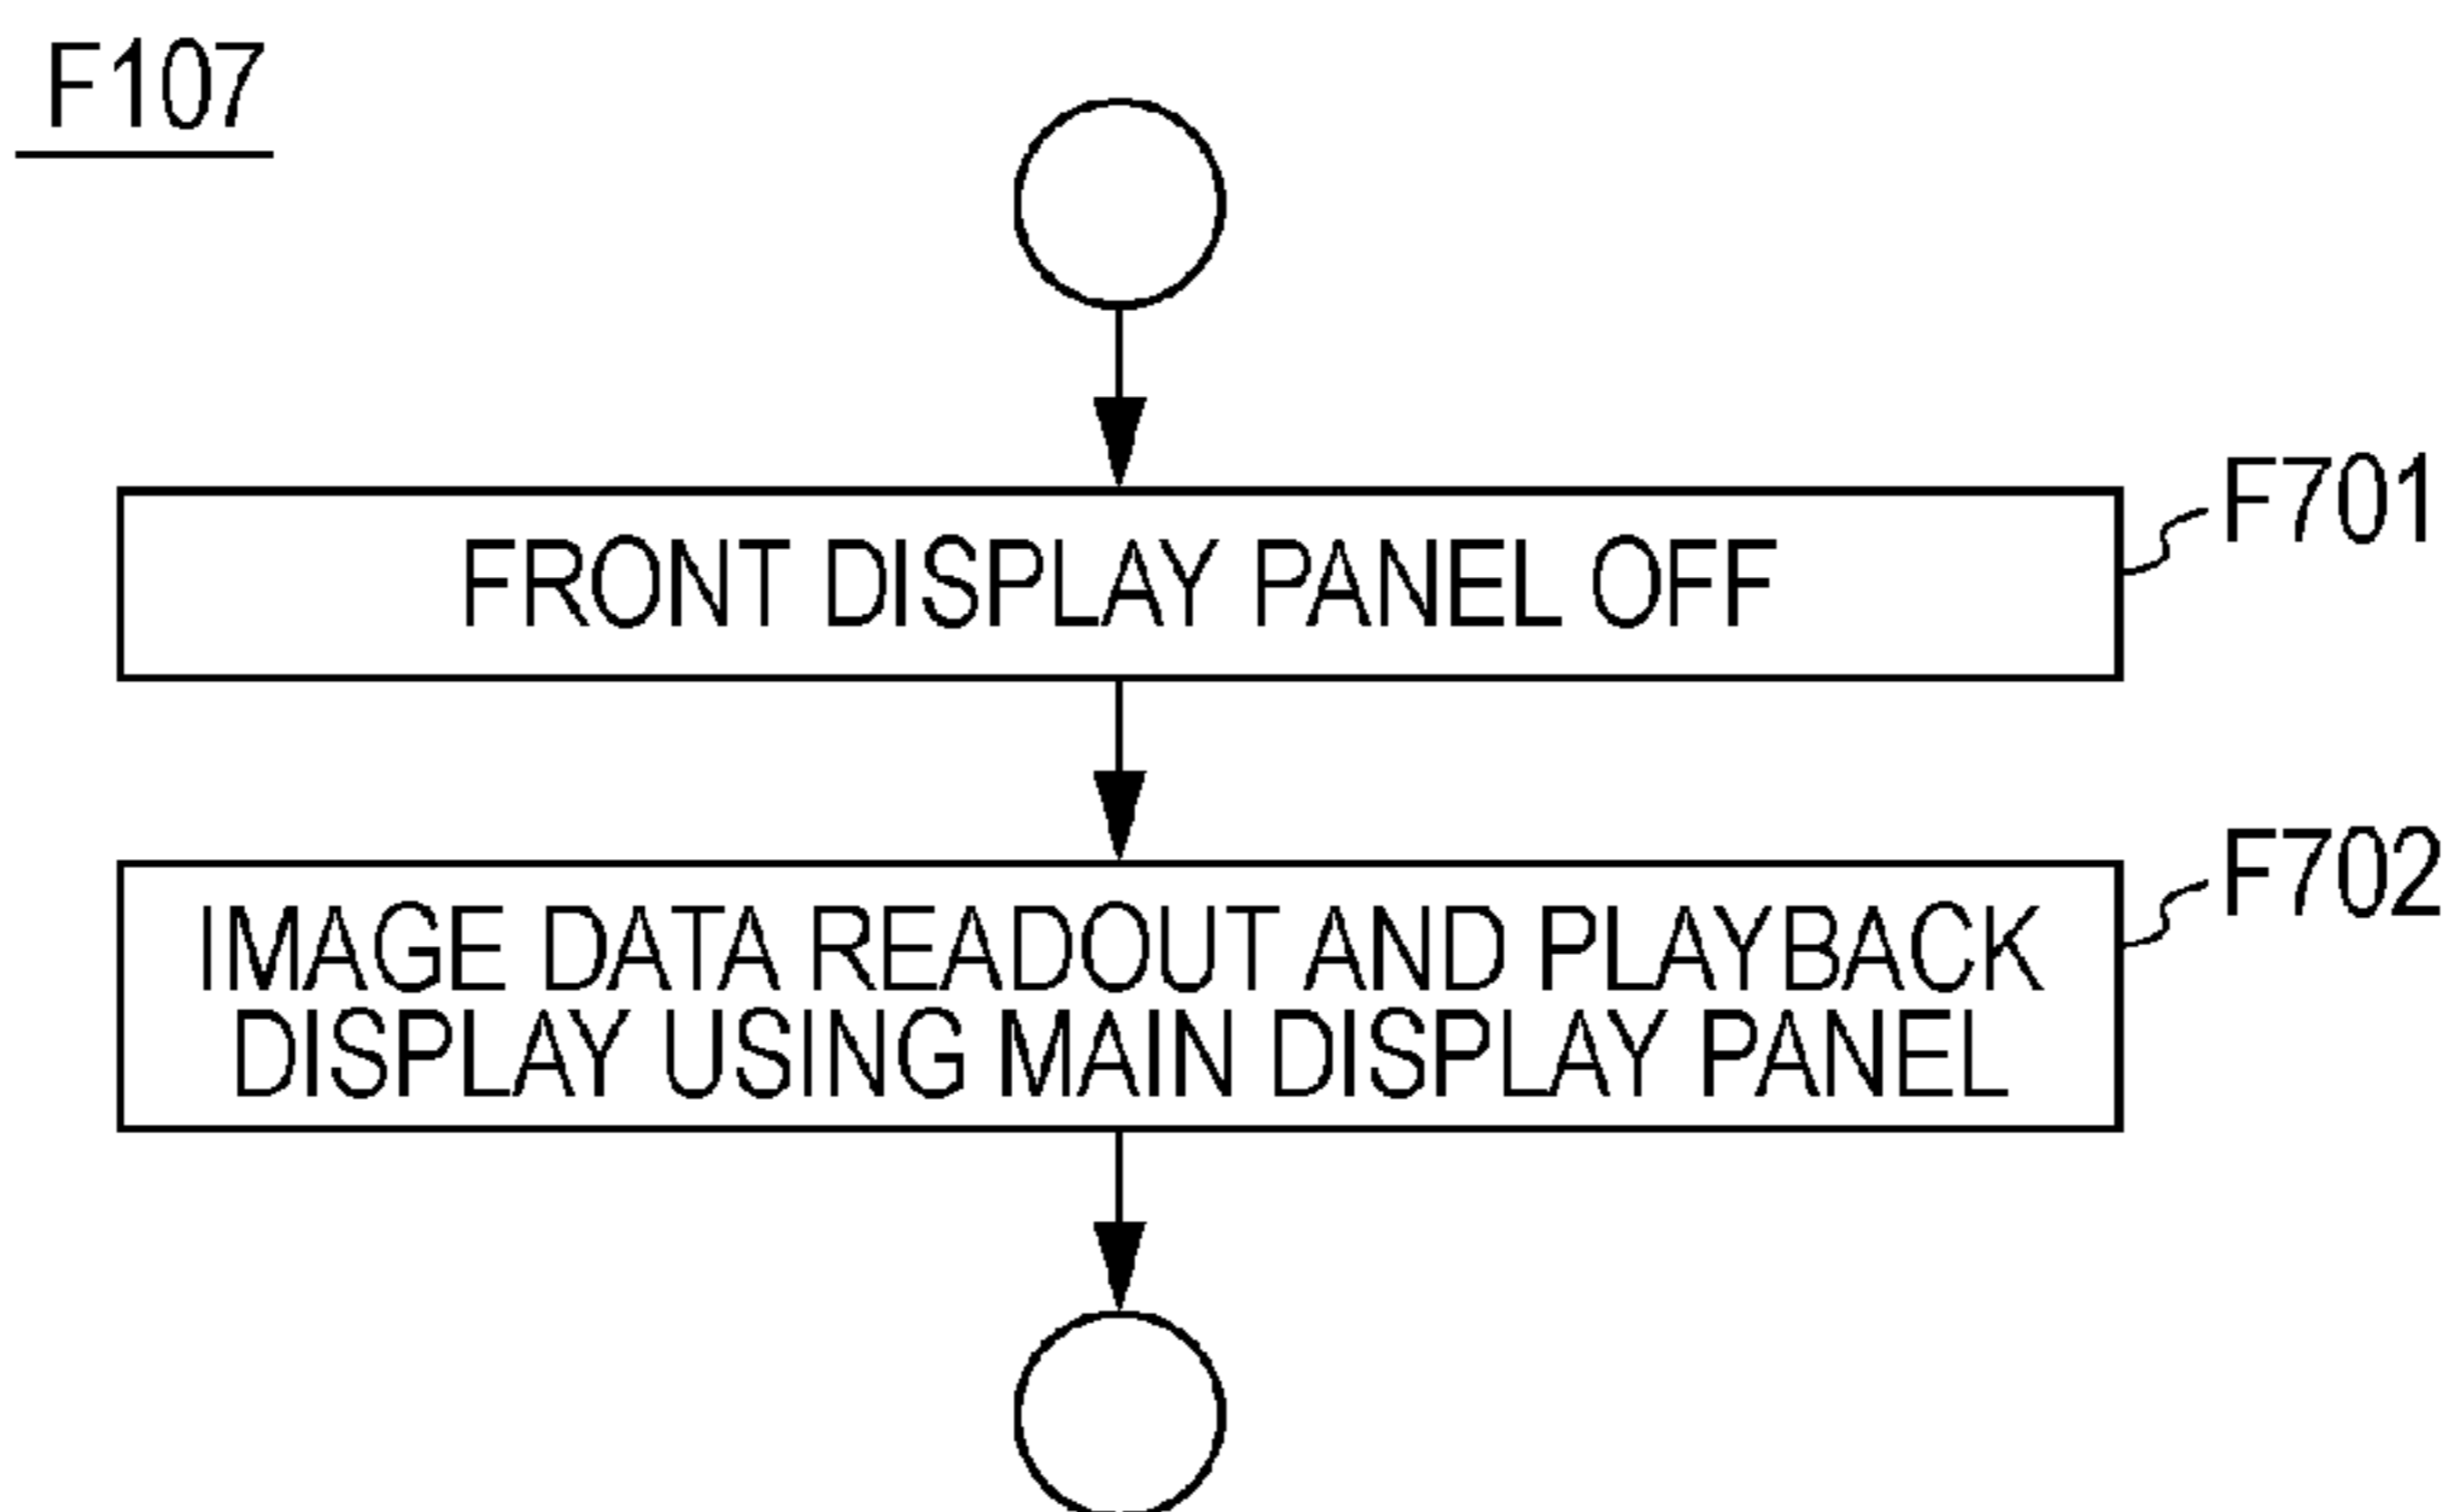 F107
FRONT DISPLAY PANEL OFF
F701
IMAGE DATA READOUT AND PLAYBACK
DISPLAY USING MAIN DISPLAY PANEL
F702